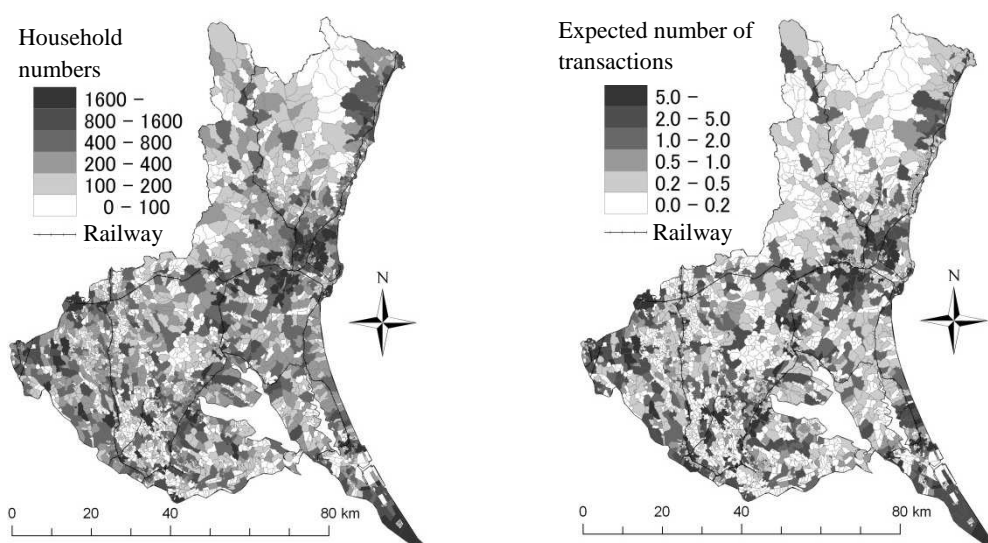 Household
numbers
1600 –
800 – 1600
400 – 800
200 – 400
100 – 200
0 – 100
Railway
N
0 20 40 80 km
Expected number of
transactions
5.0 –
2.0 – 5.0
1.0 – 2.0
0.5 – 1.0
0.2 – 0.5
0.0 – 0.2
Railway
N
0 20 40 80 km